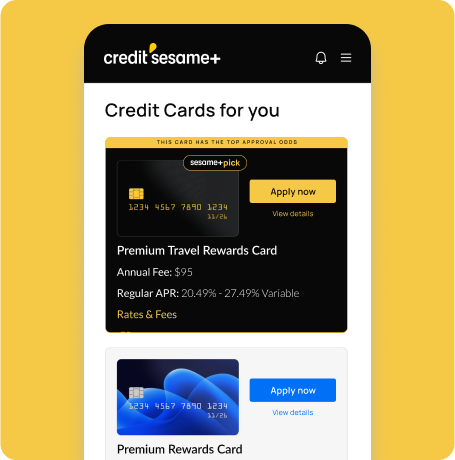 credit sesame+
Credit Cards for you
THIS CARD HAS THE TOP APPROVAL ODDS
sesame+pick
1234 4567 7890 1234
11/26
Apply now
View details
Premium Travel Rewards Card
Annual Fee: $95
Regular APR: 20.49% - 27.49% Variable
Rates & Fees
1234 4567 7890 1234
11/26
Apply now
View details
Premium Rewards Card